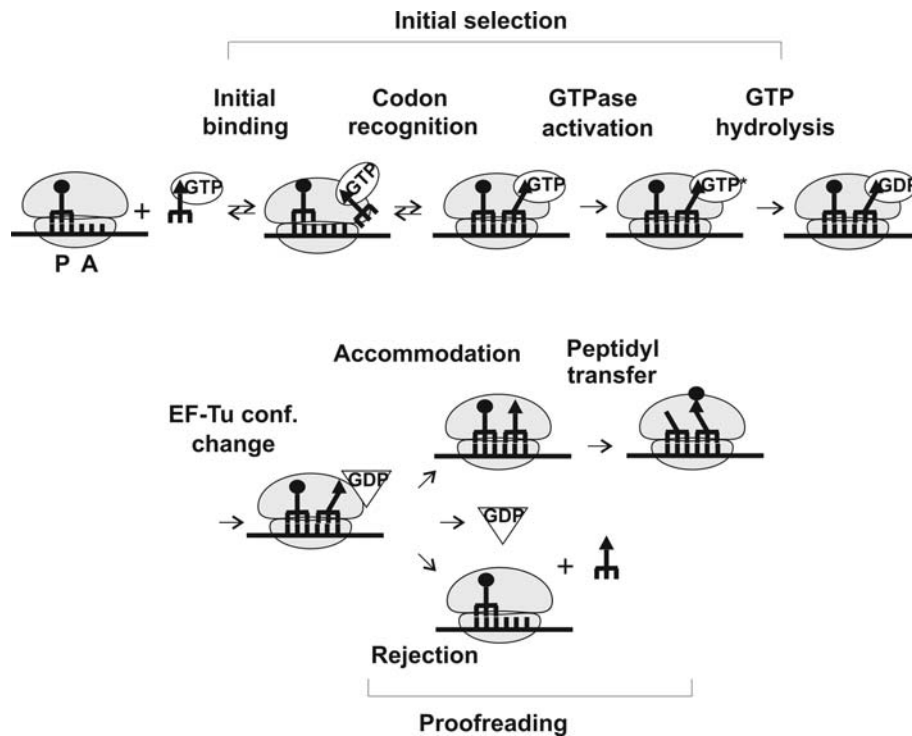 Initial selection
Initial
binding
Codon
recognition
GTPase
activation
GTP
hydrolysis
GTP
GTP
GTP
GTP*
GDP
+
P A
Accommodation
Peptidyl
transfer
EF-Tu conf.
change
GDP
GDP
+
Rejection
Proofreading